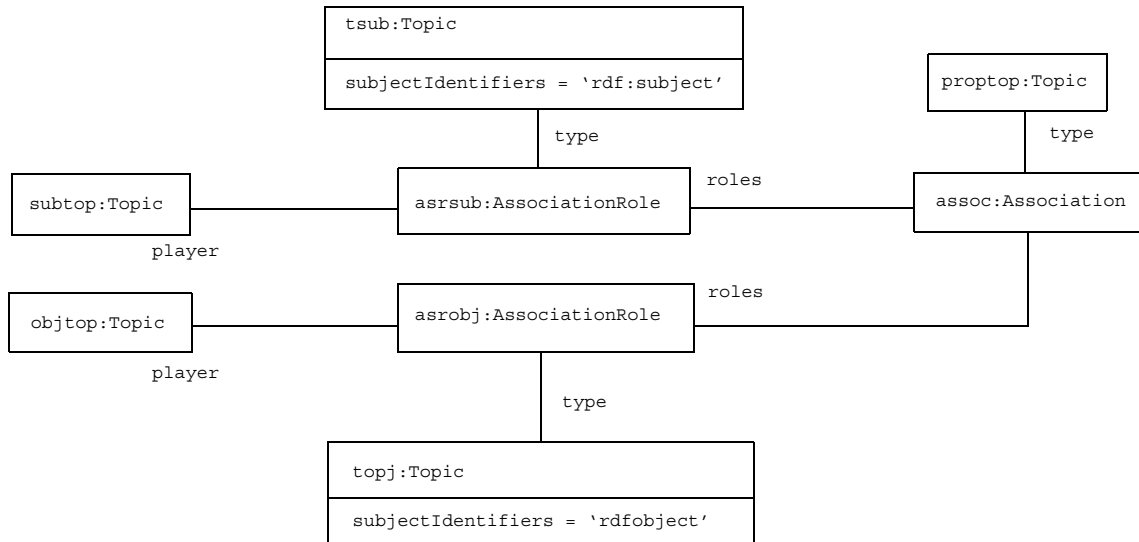 tsub:Topic
subjectIdentifiers = ‘rdf:subject’
proptop:Topic
type
type
roles
subtop:Topic
asrsub:AssociationRole
assoc:Association
player
roles
objtop:Topic
asrobj:AssociationRole
player
type
topj:Topic
subjectIdentifiers = ‘rdfobject’